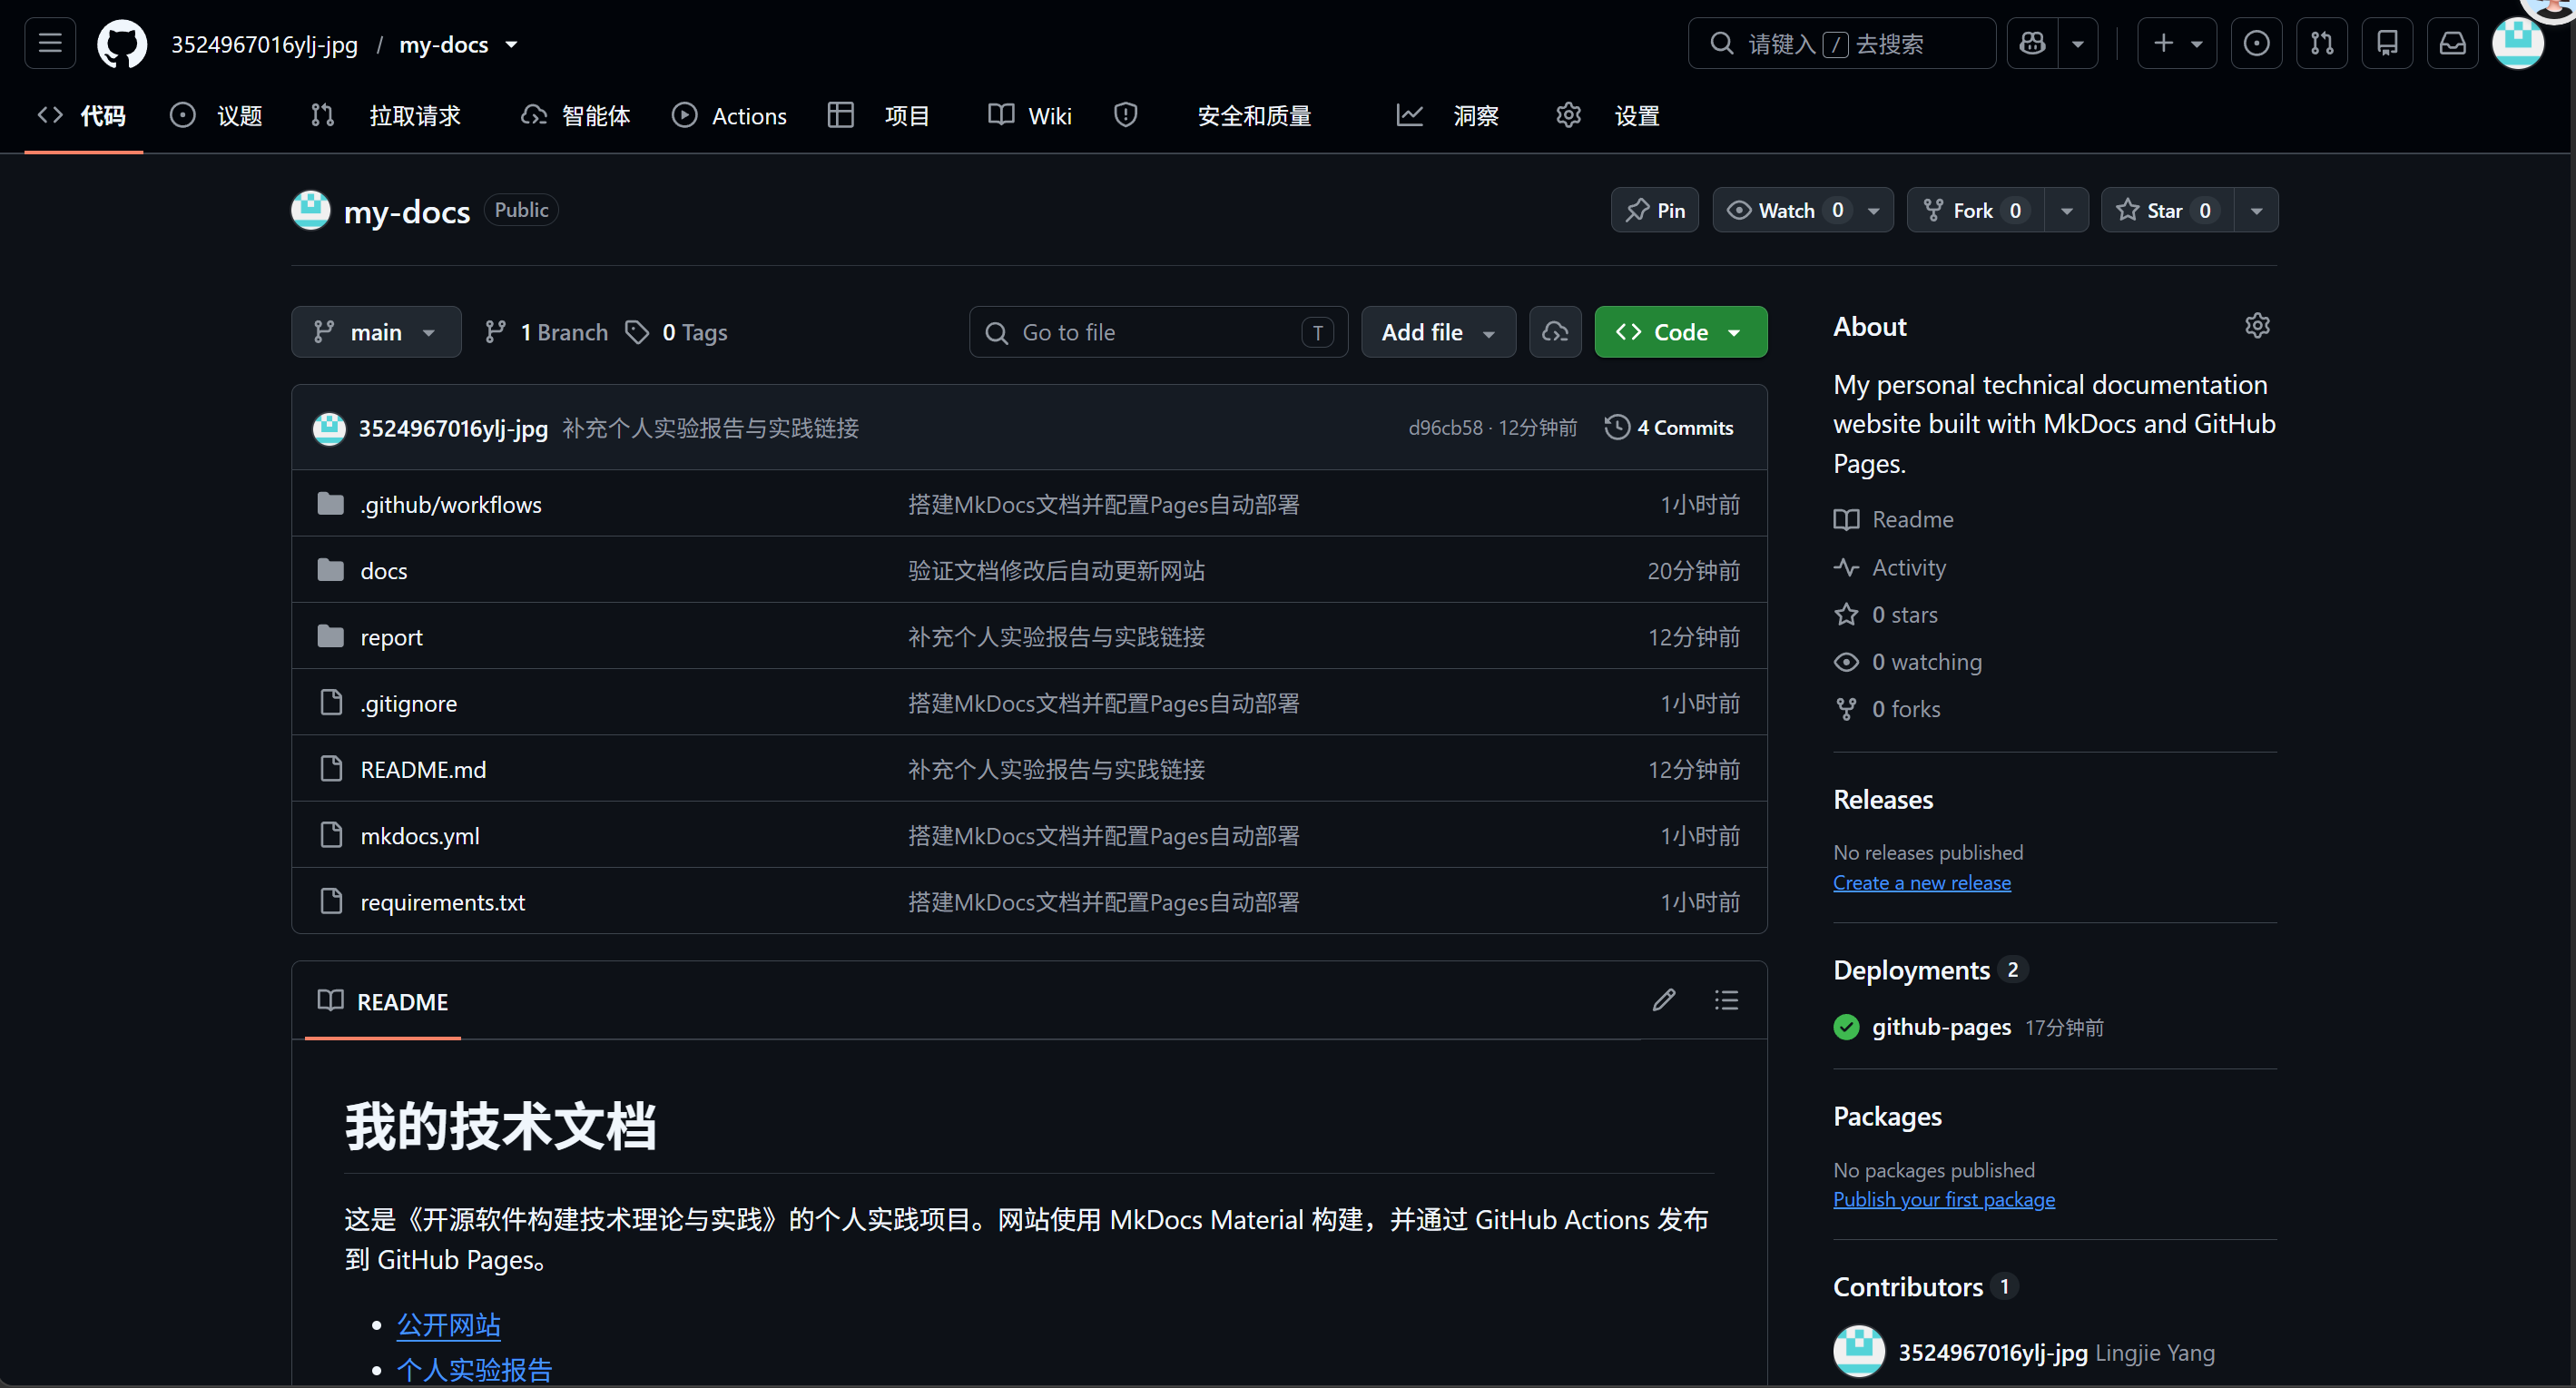 3524967016ylj-jpg / my-docs
请键入 / 去搜索
代码 议题 拉取请求 智能体 Actions 项目 Wiki 安全和质量 洞察 设置
my-docs Public
Pin Watch 0 Fork 0 Star 0
main 1 Branch 0 Tags
Go to file T Add file Code
3524967016ylj-jpg 补充个人实验报告与实践链接 d96cb58 · 12分钟前 4 Commits
.github/workflows 搭建MkDocs文档并配置Pages自动部署 1小时前
docs 验证文档修改后自动更新网站 20分钟前
report 补充个人实验报告与实践链接 12分钟前
.gitignore 搭建MkDocs文档并配置Pages自动部署 1小时前
README.md 补充个人实验报告与实践链接 12分钟前
mkdocs.yml 搭建MkDocs文档并配置Pages自动部署 1小时前
requirements.txt 搭建MkDocs文档并配置Pages自动部署 1小时前
README
我的技术文档
这是《开源软件构建技术理论与实践》的个人实践项目。网站使用 MkDocs Material 构建，并通过 GitHub Actions 发布
到 GitHub Pages。
公开网站
个人实验报告
About
My personal technical documentation
website built with MkDocs and GitHub
Pages.
Readme
Activity
0 stars
0 watching
0 forks
Releases
No releases published
Create a new release
Deployments 2
github-pages 17分钟前
Packages
No packages published
Publish your first package
Contributors 1
3524967016ylj-jpg Lingjie Yang